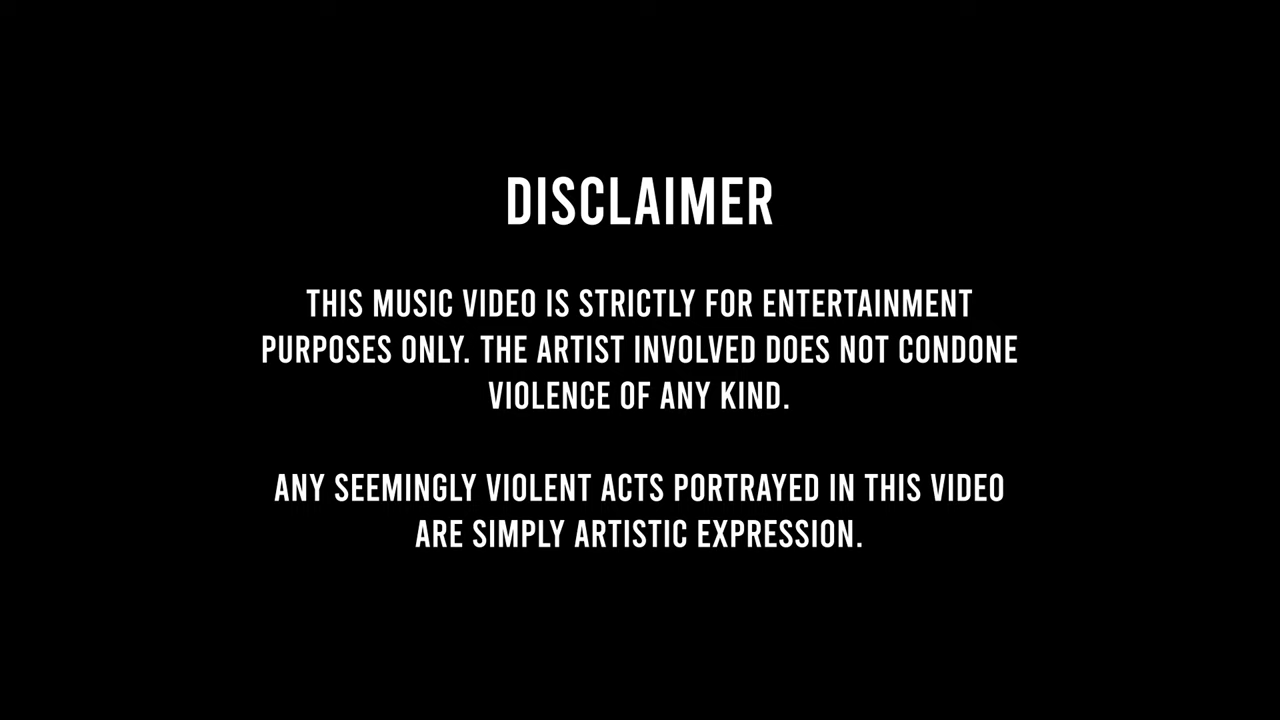 DISCLAIMER
THIS MUSIC VIDEO IS STRICTLY FOR ENTERTAINMENT
PURPOSES ONLY. THE ARTIST INVOLVED DOES NOT CONDONE
VIOLENCE OF ANY KIND.
ANY SEEMINGLY VIOLENT ACTS PORTRAYED IN THIS VIDEO
ARE SIMPLY ARTISTIC EXPRESSION.